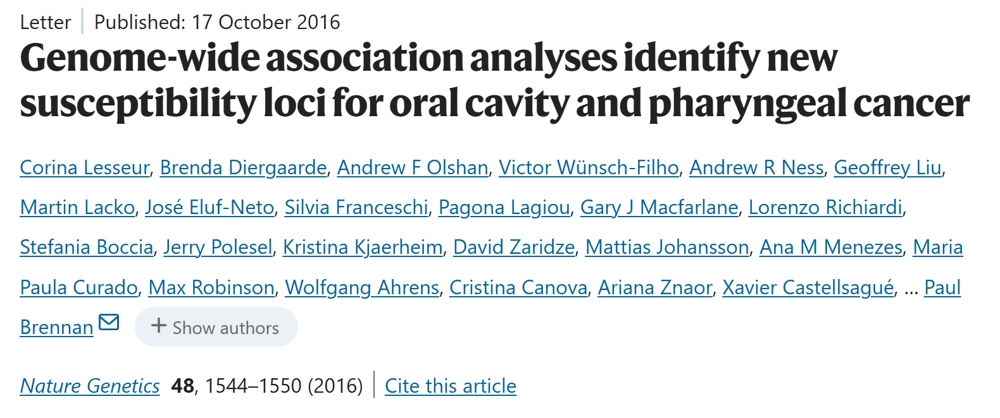 Letter Published: 17 October 2016
Genome-wide association analyses identify new
susceptibility loci for oral cavity and pharyngeal cancer
Corina Lesseur, Brenda Diergaarde, Andrew F Olshan, Victor Wünsch-Filho, Andrew R Ness, Geoffrey Liu,
Martin Lacko, José Eluf-Neto, Silvia Franceschi, Pagona Lagiou, Gary J Macfarlane, Lorenzo Richiardi,
Stefania Boccia, Jerry Polesel, Kristina Kjaerheim, David Zaridze, Mattias Johansson, Ana M Menezes, Maria
Paula Curado, Max Robinson, Wolfgang Ahrens, Cristina Canova, Ariana Znaor, Xavier Castellsagué, ... Paul
Brennan + Show authors
Nature Genetics 48, 1544–1550 (2016) Cite this article